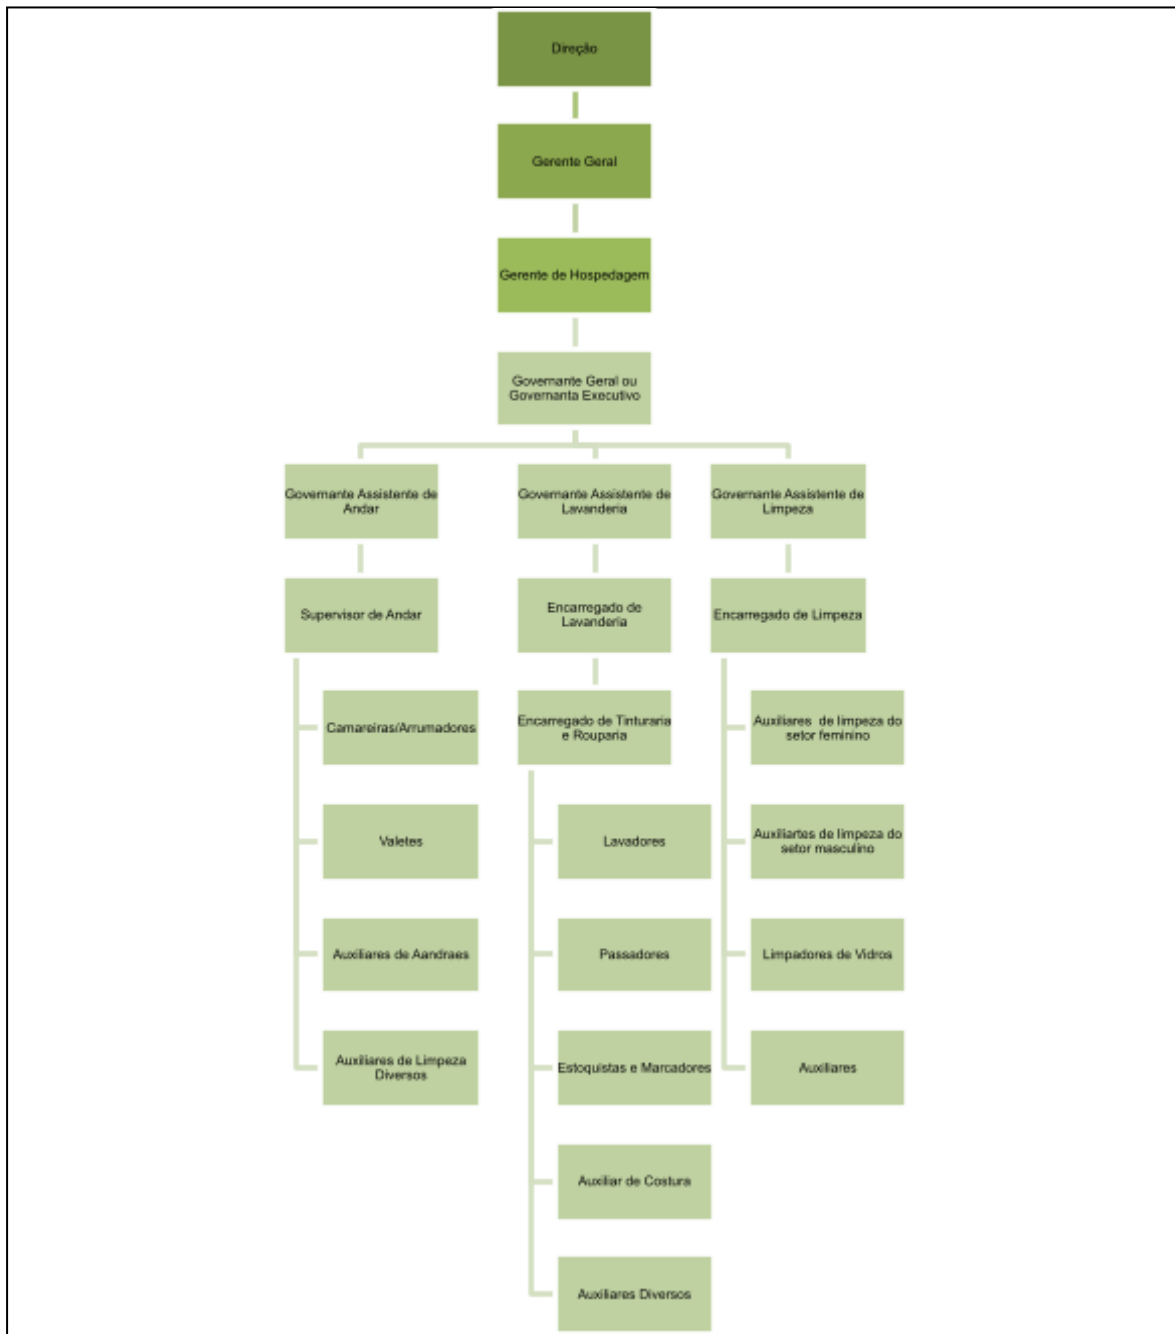 Direção
Gerente Geral
Gerente de Hospedagem
Governante Geral ou
Governanta Executivo
Governante Assistente de
Andar
Governante Assistente de
Lavanderia
Governante Assistente de
Limpeza
Supervisor de Andar
Encarregado de
Lavanderia
Encarregado de Limpeza
Camareiras/Arrumadores
Encarregado de Tinturaria
e Rouparia
Auxiliares de limpeza do
setor feminino
Valetes
Lavadores
Auxiliartes de limpeza do
setor masculino
Auxiliares de Aandraes
Passadores
Limpadores de Vidros
Auxiliares de Limpeza
Diversos
Estoquistas e Marcadores
Auxiliares
Auxiliar de Costura
Auxiliares Diversos